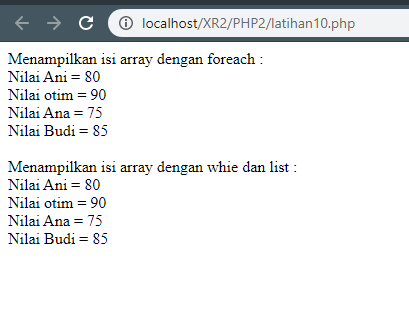 localhost/XR2/PHP2/latihan10.php
Menampilkan isi array dengan foreach :
Nilai Ani = 80
Nilai otim = 90
Nilai Ana = 75
Nilai Budi = 85
Menampilkan isi array dengan whie dan list :
Nilai Ani = 80
Nilai otim = 90
Nilai Ana = 75
Nilai Budi = 85